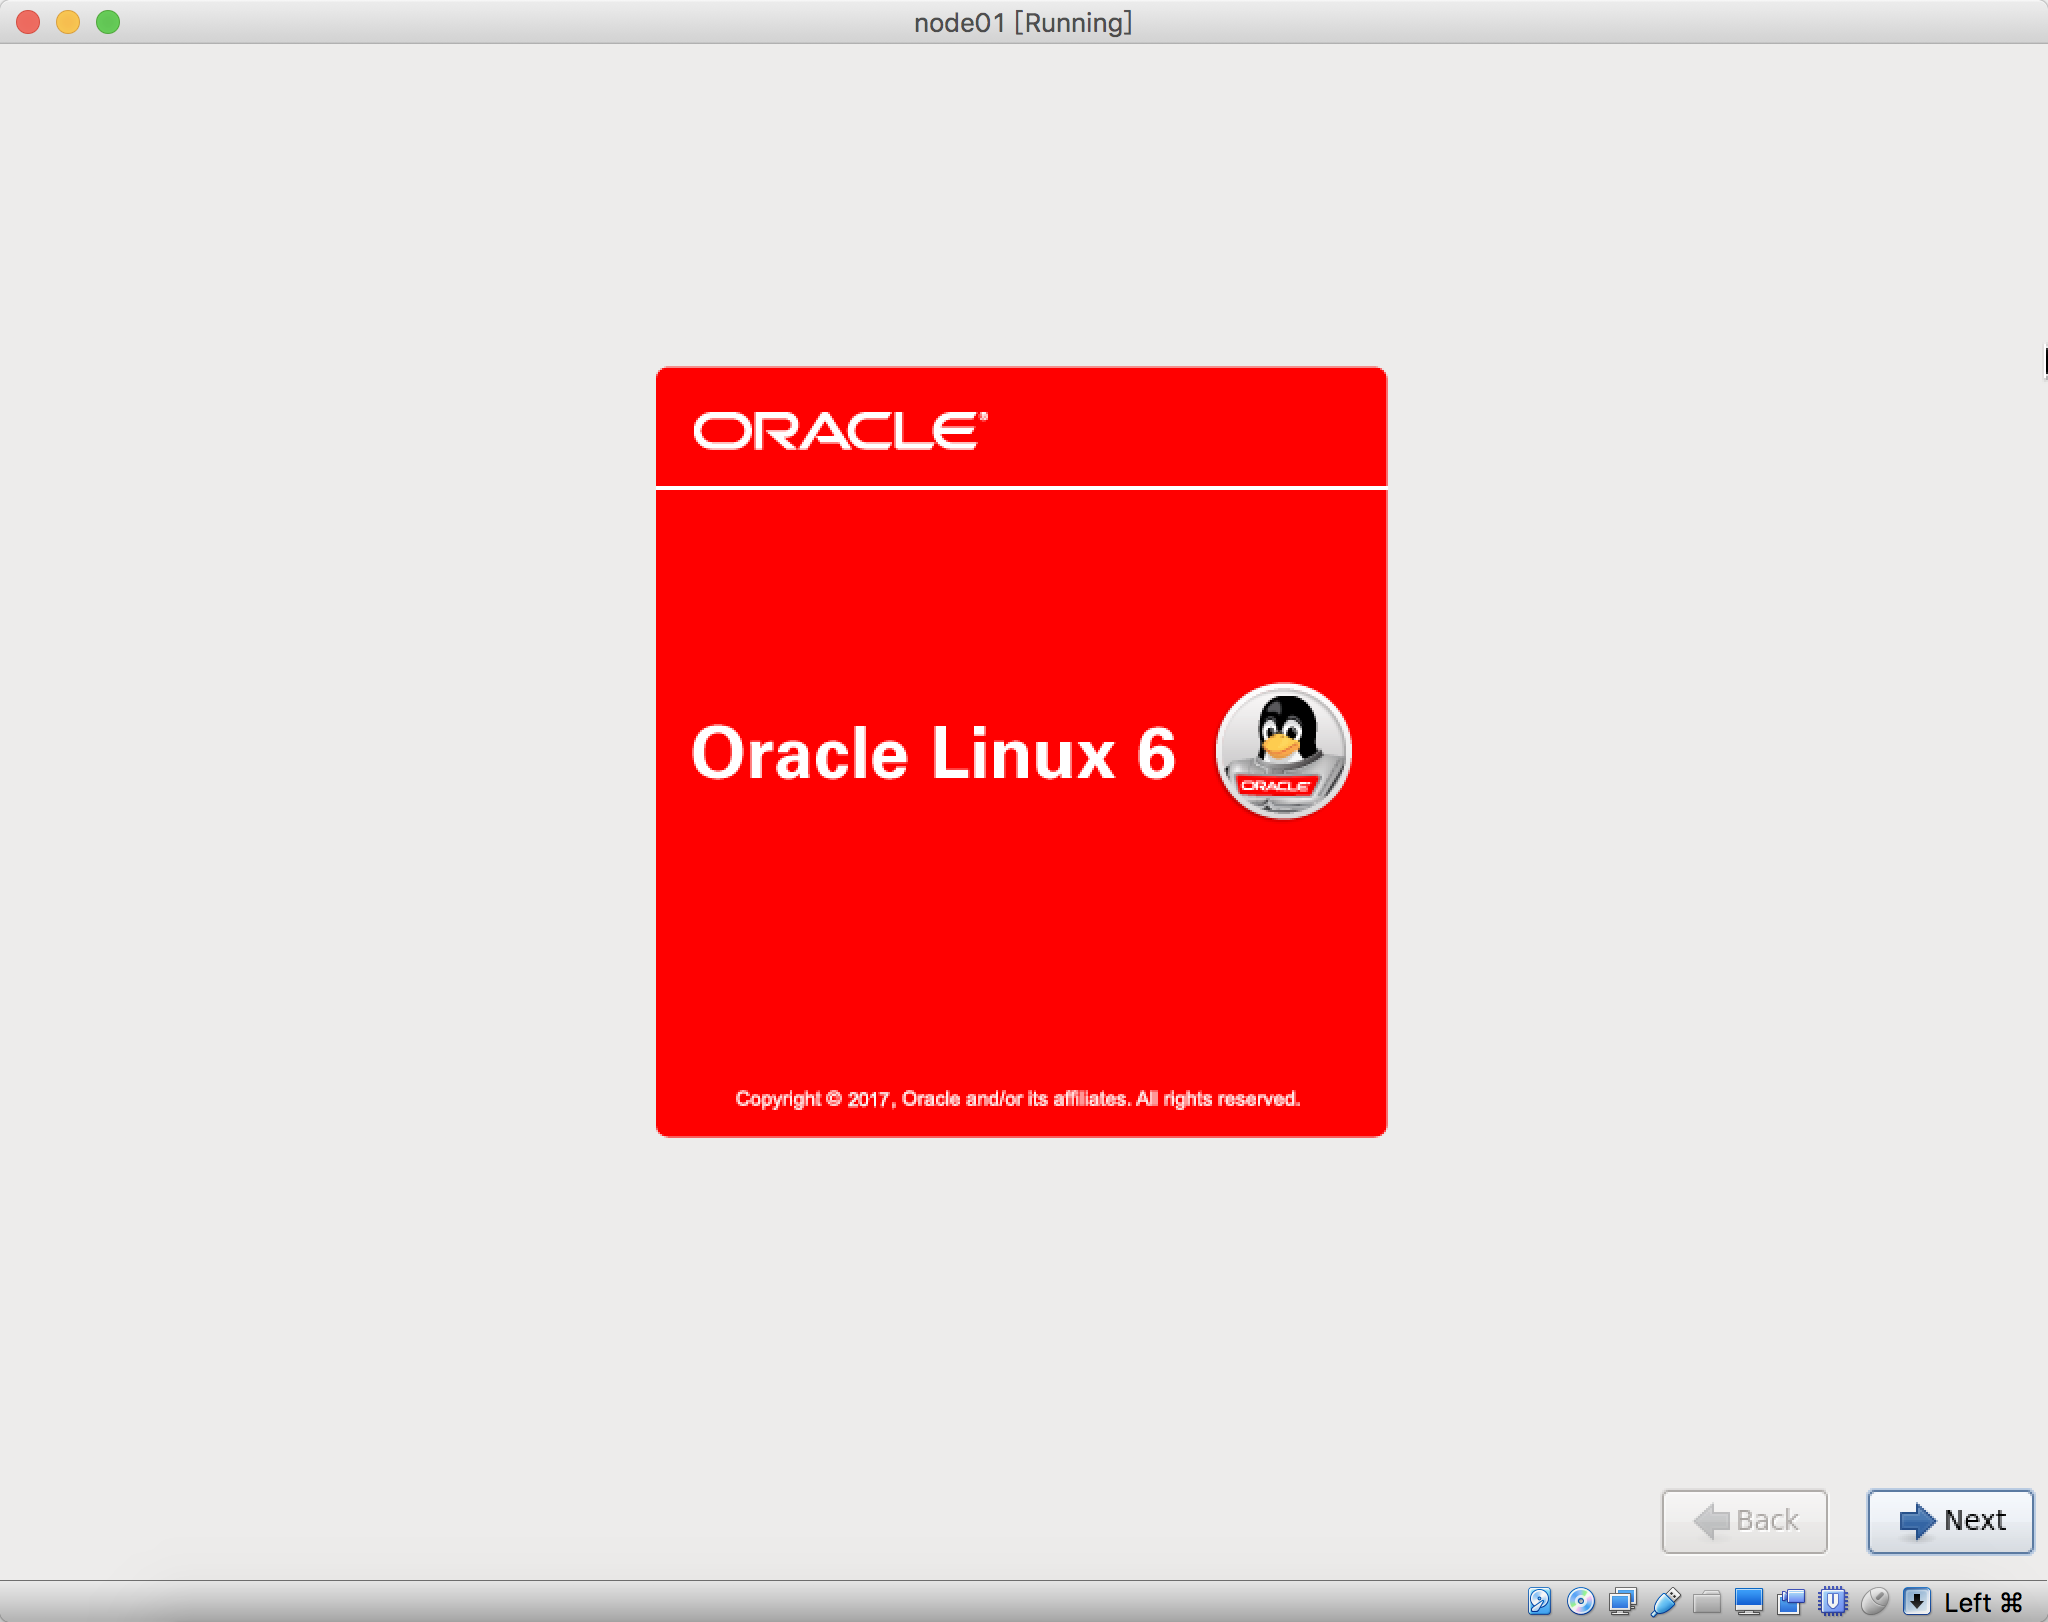 node01 [Running]
ORACLE®
Oracle Linux 6
ORACLE
Copyright © 2017, Oracle and/or its affiliates. All rights reserved.
Back
Next
Left ⌘